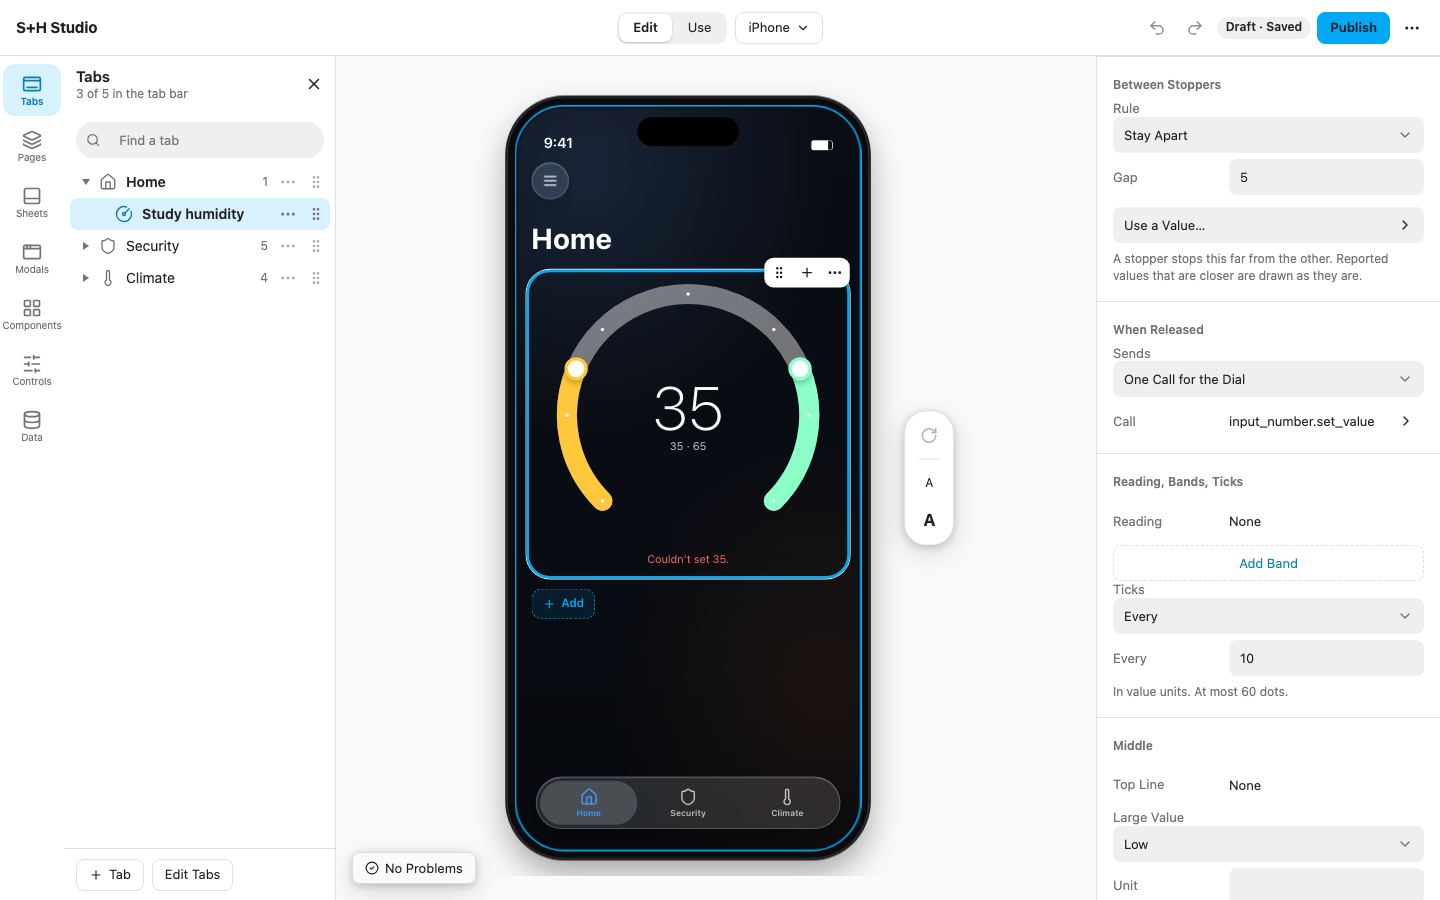 S+H Studio
Edit
Use
iPhone
Draft · Saved
Publish
Tabs
Pages
Sheets
Modals
Components
Controls
Data
Tabs
3 of 5 in the tab bar
Find a tab
Home 1
Study humidity
Security 5
Climate 4
+ Tab
Edit Tabs
9:41
Home
35
35 · 65
Couldn't set 35.
+ Add
Home
Security
Climate
A
A
No Problems
Between Stoppers
Rule
Stay Apart
Gap 5
Use a Value...
A stopper stops this far from the other. Reported
values that are closer are drawn as they are.
When Released
Sends
One Call for the Dial
Call input_number.set_value
Reading, Bands, Ticks
Reading None
Add Band
Ticks
Every
Every 10
In value units. At most 60 dots.
Middle
Top Line None
Large Value
Low
Unit